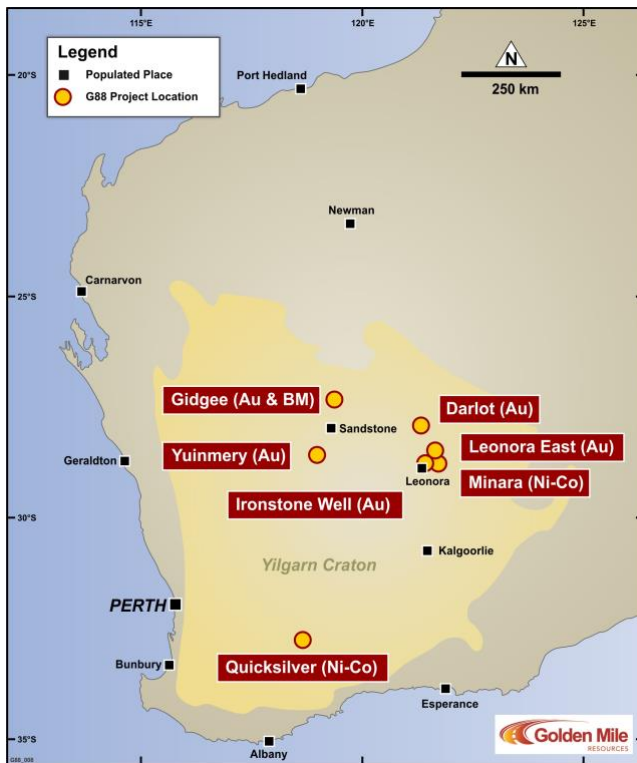 115°E
120°E
125°E
Legend
Populated Place
G88 Project Location
N
250 km
20°S
Port Hedland
Newman
25°S
Carnarvon
Gidgee (Au & BM)
Darlot (Au)
Sandstone
Yuinmery (Au)
Leonora East (Au)
Geraldton
Leonora
Minara (Ni-Co)
Ironstone Well (Au)
30°S
Kalgoorlie
Yilgarn Craton
PERTH
Bunbury
Quicksilver (Ni-Co)
Esperance
35°S
Albany
Golden Mile
RESOURCES
G88_008